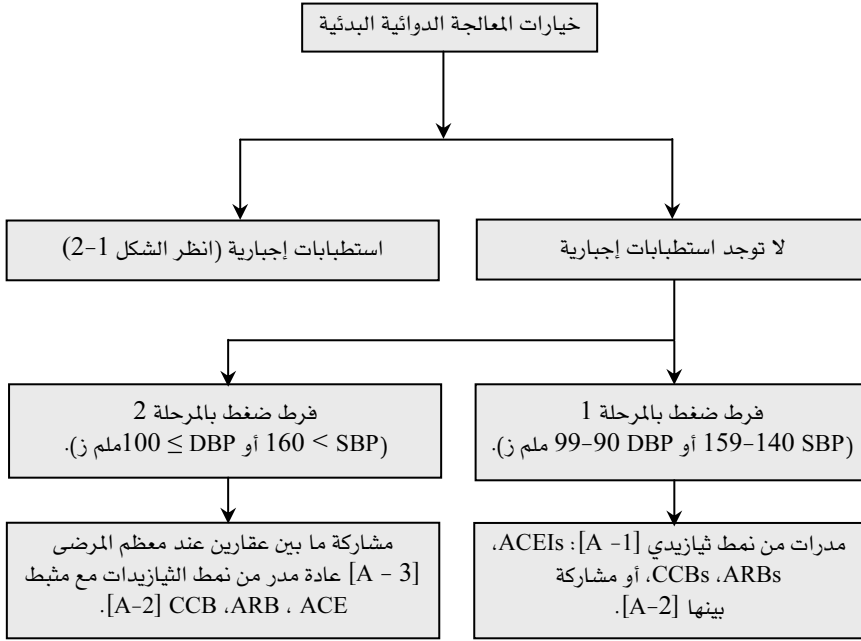 خيارات المعالجة الدوائية البدئية
لا توجد استطبابات إجبارية
استطبابات إجبارية (انظر الشكل 1-2)
فرط ضغط بالمرحلة 1
(SBP 140-159 أو DBP 90-99 ملم ز).
فرط ضغط بالمرحلة 2
(SBP > 160 أو DBP ≥ 100ملم ز).
مدرات من نمط ثيازيدي [A -1] : ACEIs،
CCBs ،ARBs، أو مشاركة
بينها [A-2].
مشاركة ما بين عقارين عند معظم المرضى
[A - 3] عادة مدر من نمط الثيازيدات مع مثبط
ACE ، ARB، CCB [A-2].